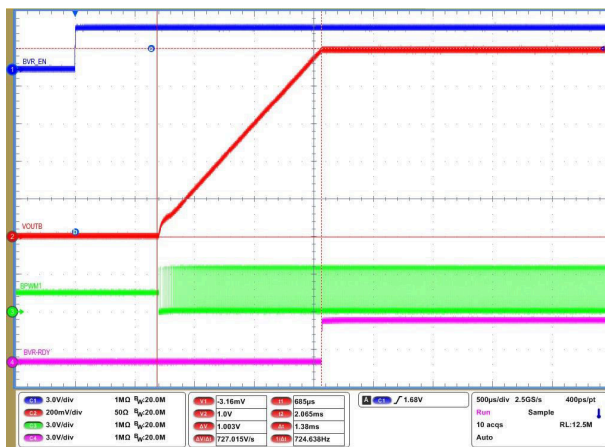 BVR_EN
1
a
VOUTB
b
2
BPWM1
3
BVR-RDY
4
C1 3.0V/div 1MΩ BW:20.0M
C2 200mV/div 50Ω BW:20.0M
C3 3.0V/div 1MΩ BW:20.0M
C4 3.0V/div 1MΩ BW:20.0M
V1 -3.16mV t1 685µs
V2 1.0V t2 2.065ms
ΔV 1.003V Δt 1.38ms
ΔV/Δt 727.015V/s 1/Δt 724.638Hz
A C1 1.68V
500µs/div 2.5GS/s 400ps/pt
Run Sample
10 acqs RL:12.5M
Auto